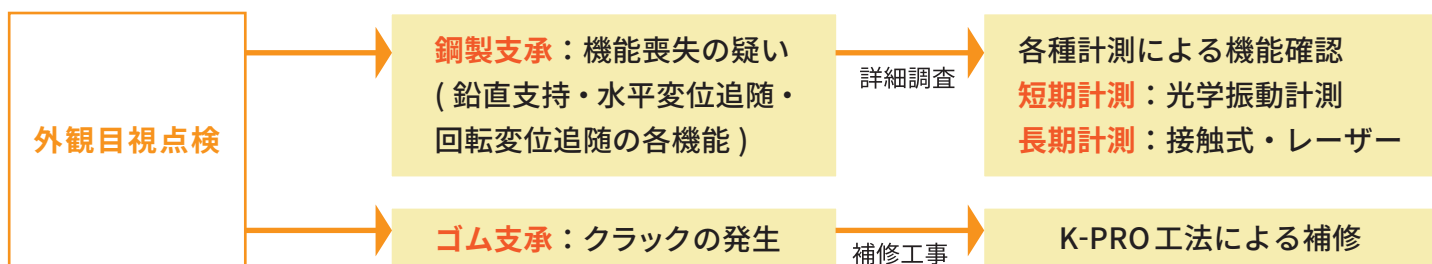 外観目視点検
鋼製支承：機能喪失の疑い
( 鉛直支持・水平変位追随・
回転変位追随の各機能 )
詳細調査
各種計測による機能確認
短期計測：光学振動計測
長期計測：接触式・レーザー
ゴム支承：クラックの発生
補修工事
K-PRO工法による補修